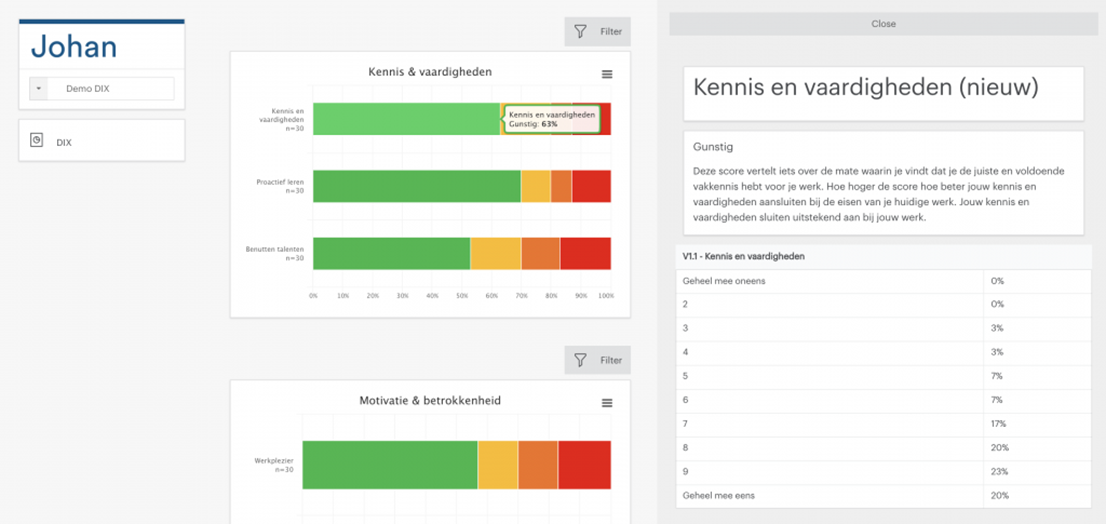 Johan
Demo DIX
DIX
Filter
Kennis & vaardigheden
Kennis en
vaardigheden
n=30
Kennis en vaardigheden
Gunstig: 63%
Proactief leren
n=30
Benutten talenten
n=30
0% 10% 20% 30% 40% 50% 60% 70% 80% 90% 100%
Filter
Motivatie & betrokkenheid
Werkplezier
n=30
Close
Kennis en vaardigheden (nieuw)
Gunstig
Deze score vertelt iets over de mate waarin je vindt dat je de juiste en voldoende
vakkennis hebt voor je werk. Hoe hoger de score hoe beter jouw kennis en
vaardigheden aansluiten bij de eisen van je huidige werk. Jouw kennis en
vaardigheden sluiten uitstekend aan bij jouw werk.
V1.1 - Kennis en vaardigheden
Geheel mee oneens 0%
2 0%
3 3%
4 3%
5 7%
6 7%
7 17%
8 20%
9 23%
Geheel mee eens 20%